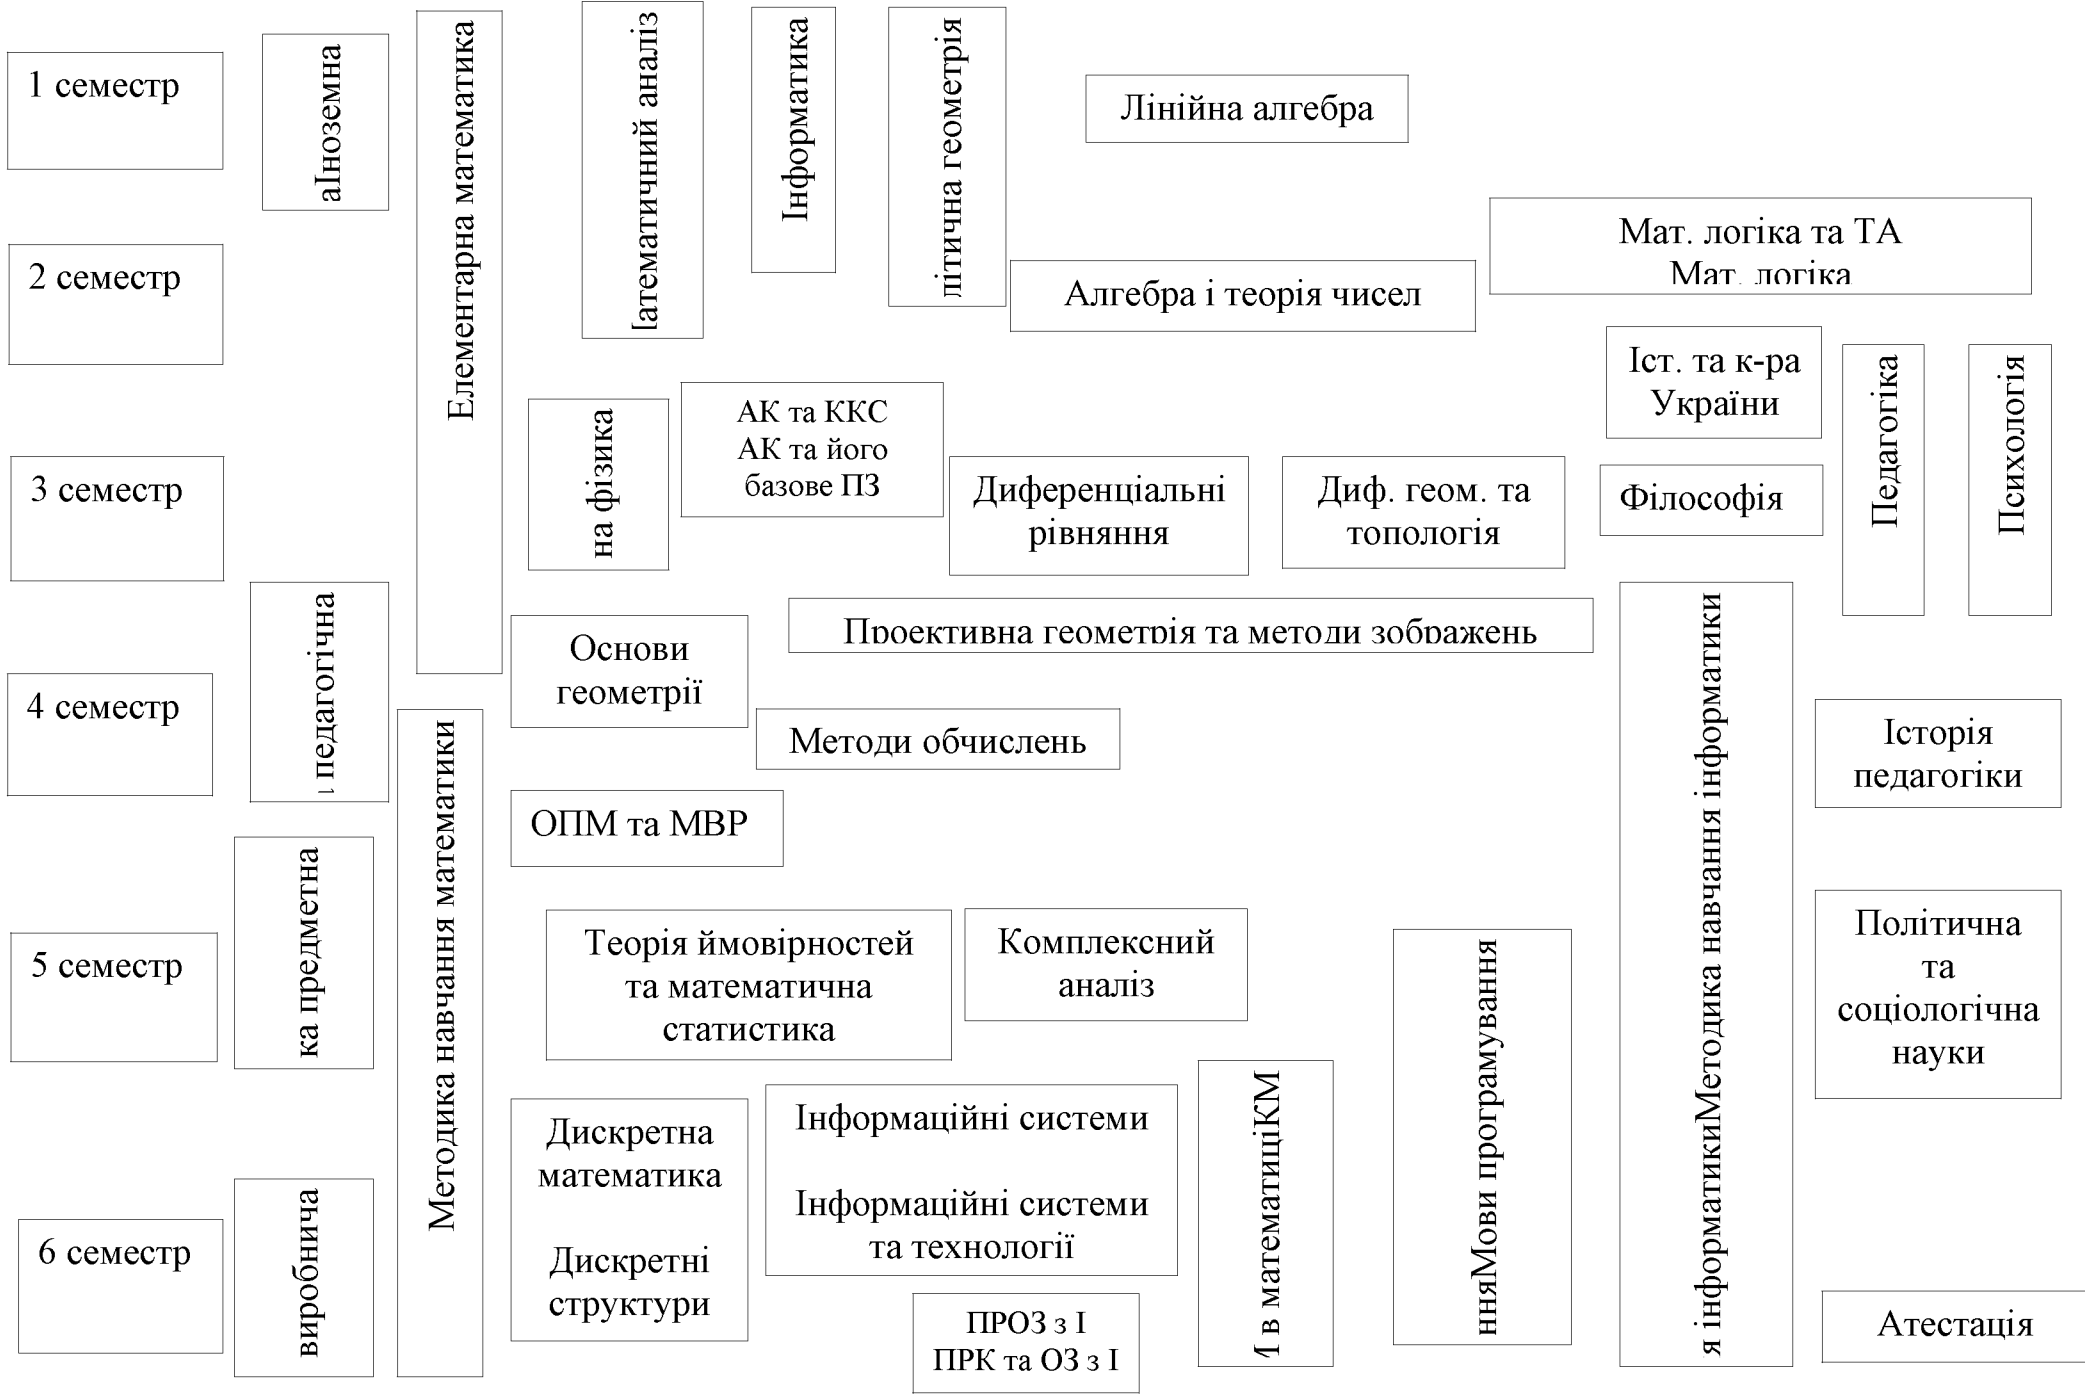 1 семестр
аІноземна
Елементарна математика
атематичний аналіз
Інформатика
літична геометрія
Лінійна алгебра
2 семестр
Алгебра і теорія чисел
Мат. логіка та ТА
Мат. логіка
Іст. та к-ра
України
Педагогіка
Психологія
3 семестр
на фізика
АК та ККС
АК та його
базове ПЗ
Диференціальні
рівняння
Диф. геом. та
топологія
Філософія
4 семестр
педагогічна
Методика навчання математики
Основи
геометрії
Проективна геометрія та методи зображень
Методи обчислень
ОПМ та МВР
я інформатикиМетодика навчання інформатики
Історія
педагогіки
5 семестр
ка предметна
Теорія ймовірностей
та математична
статистика
Комплексний
аналіз
ння​Мови програмування
Політична
та
соціологічна
науки
6 семестр
виробнича
Дискретна
математика
Дискретні
структури
Інформаційні системи
Інформаційні системи
та технології
в математиціКМ
ПРОЗ з І
ПРК та ОЗ з І
Атестація